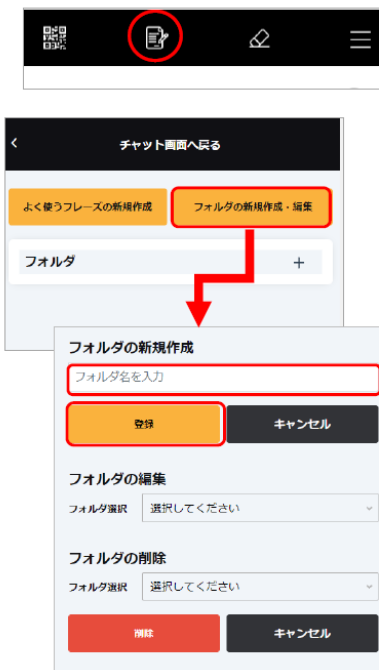 チャット画面へ戻る
よく使うフレーズの新規作成
フォルダの新規作成・編集
フォルダ
フォルダの新規作成
フォルダ名を入力
登録
キャンセル
フォルダの編集
フォルダ選択 選択してください
フォルダの削除
フォルダ選択 選択してください
削除
キャンセル